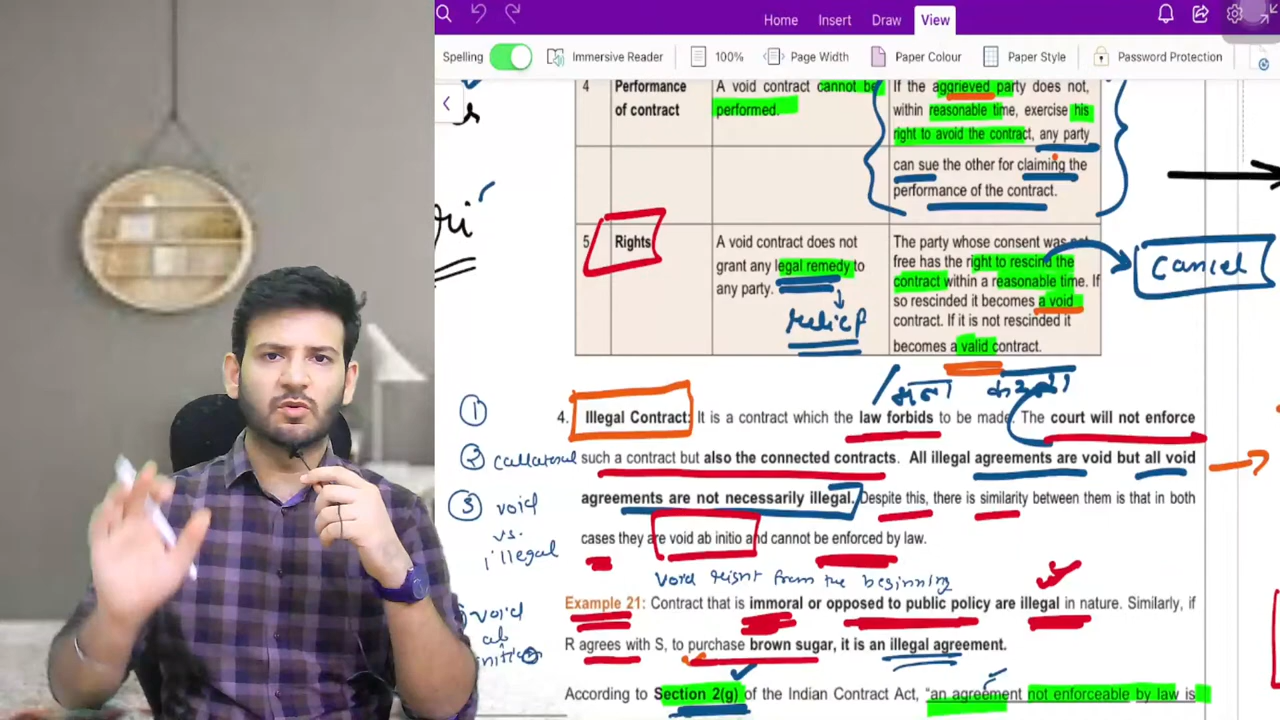 Home Insert Draw View
Spelling Immersive Reader 100% Page Width Paper Colour Paper Style Password Protection
4 Performance of contract
A void contract cannot be
performed.
If the aggrieved party does not,
within reasonable time, exercise his
right to avoid the contract, any party
can sue the other for claiming the
performance of the contract.
5 Rights
A void contract does not
grant any legal remedy to
any party.
relief
The party whose consent was not
free has the right to rescind the
contract within a reasonable time. If
so rescinded it becomes a void
contract. If it is not rescinded it
becomes a valid contract.
Cancel
① 4. Illegal Contract: It is a contract which the law forbids to be made. The court will not enforce
② collateral such a contract but also the connected contracts. All illegal agreements are void but all void
③ void agreements are not necessarily illegal. Despite this, there is similarity between them is that in both
vs.
illegal cases they are void ab initio and cannot be enforced by law.
void right from the beginning
void Example 21: Contract that is immoral or opposed to public policy are illegal in nature. Similarly, if
ab
R agrees with S, to purchase brown sugar, it is an illegal agreement.
According to Section 2(g) of the Indian Contract Act, “an agreement not enforceable by law is